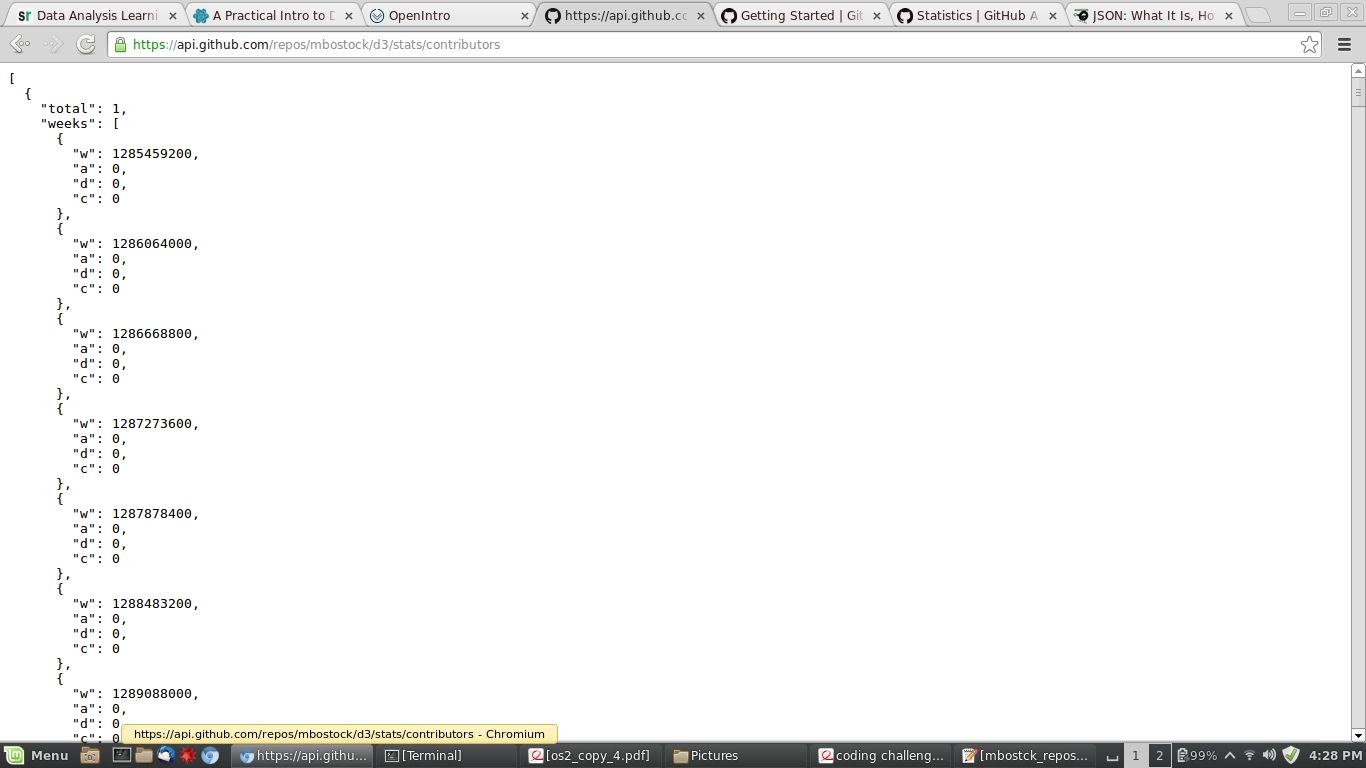 Data Analysis Learni
A Practical Intro to D
OpenIntro
https://api.github.co
Getting Started | Git
Statistics | GitHub A
JSON: What It Is, Ho
https://api.github.com/repos/mbostock/d3/stats/contributors
[
{
"total": 1,
"weeks": [
{
"w": 1285459200,
"a": 0,
"d": 0,
"c": 0
},
{
"w": 1286064000,
"a": 0,
"d": 0,
"c": 0
},
{
"w": 1286668800,
"a": 0,
"d": 0,
"c": 0
},
{
"w": 1287273600,
"a": 0,
"d": 0,
"c": 0
},
{
"w": 1287878400,
"a": 0,
"d": 0,
"c": 0
},
{
"w": 1288483200,
"a": 0,
"d": 0,
"c": 0
},
{
"w": 1289088000,
"a": 0,
"d": 0
"c": 0
https://api.github.com/repos/mbostock/d3/stats/contributors - Chromium
Menu
https://api.githu...
[Terminal]
[os2_copy_4.pdf]
Pictures
coding challeng...
[mbostck_repos...
1
2
99%
4:28 PM